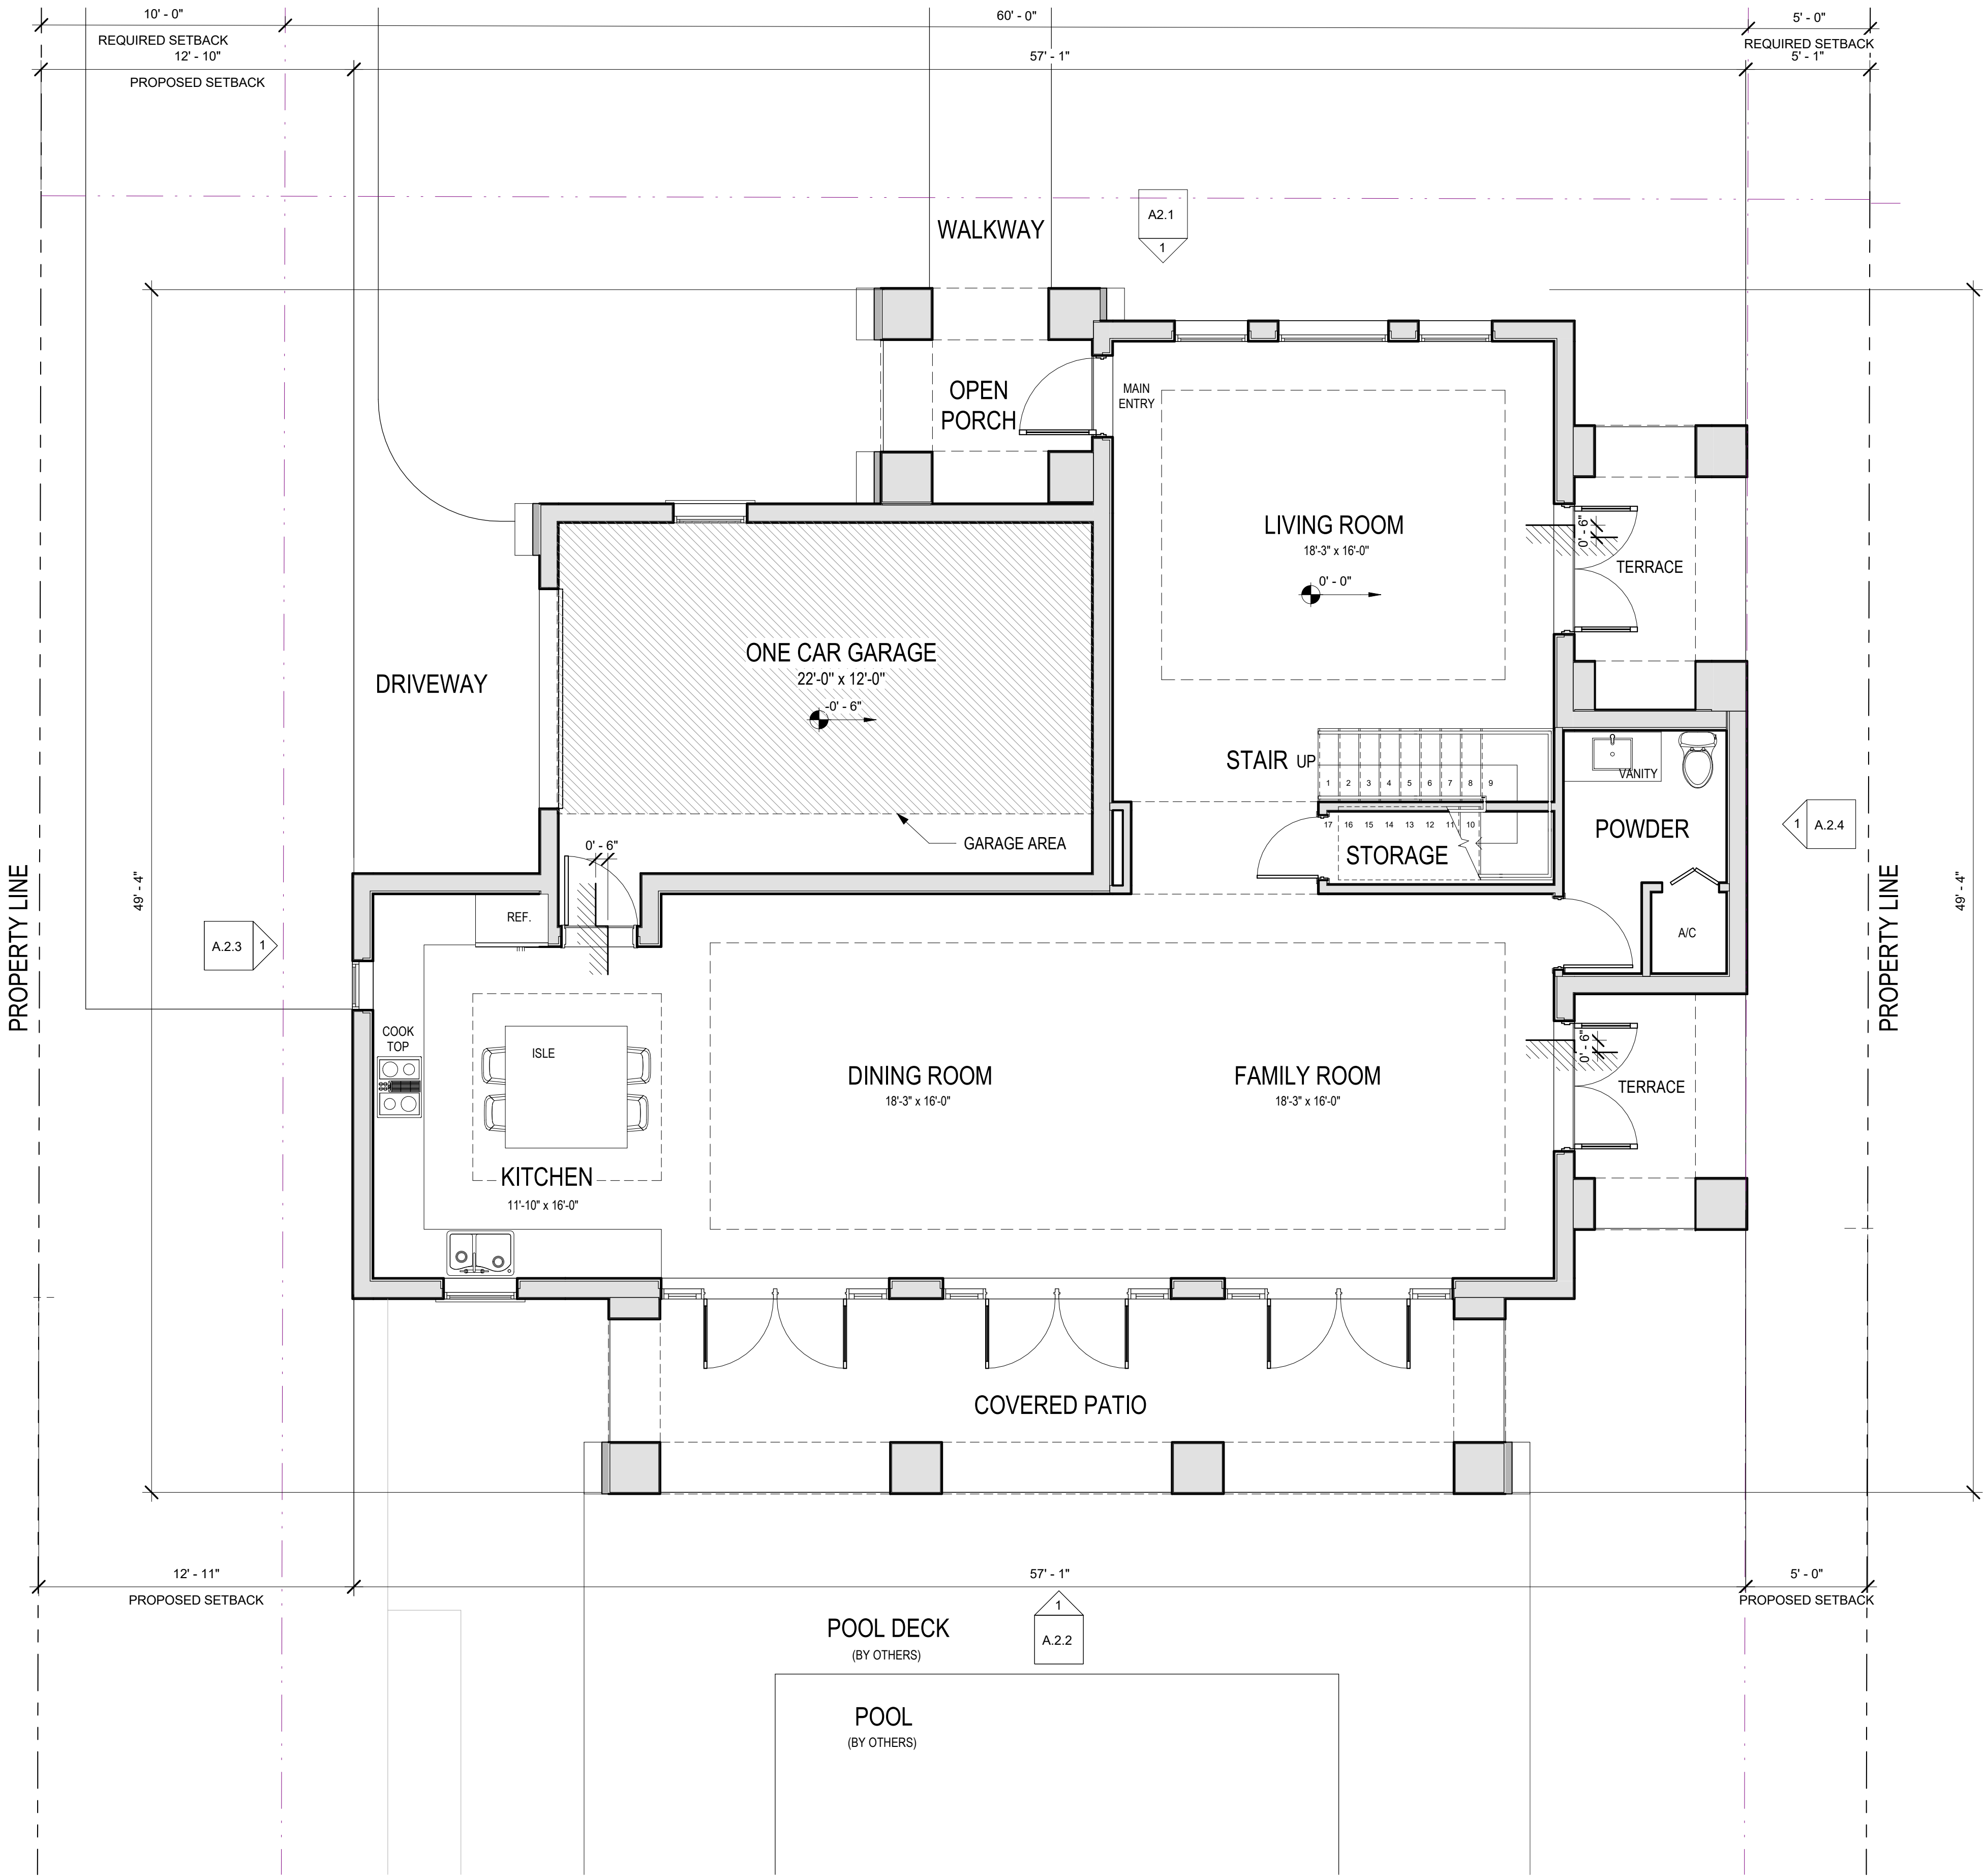 10' - 0"
60' - 0"
5' - 0"
REQUIRED SETBACK
REQUIRED SETBACK
12' - 10"
57' - 1"
5' - 1"
PROPOSED SETBACK
WALKWAY
A2.1
1
OPEN
PORCH
MAIN
ENTRY
LIVING ROOM
18'-3" x 16'-0"
0' - 0"
0' - 6"
TERRACE
ONE CAR GARAGE
22'-0" x 12'-0"
-0' - 6"
DRIVEWAY
STAIR UP
1 2 3 4 5 6 7 8 9
17 16 15 14 13 12 11 10
STORAGE
VANITY
POWDER
1 A.2.4
GARAGE AREA
0' - 6"
49' - 4"
49' - 4"
PROPERTY LINE
PROPERTY LINE
REF.
A.2.3 1
A/C
COOK
TOP
ISLE
0' - 6"
DINING ROOM
18'-3" x 16'-0"
FAMILY ROOM
18'-3" x 16'-0"
TERRACE
KITCHEN
11'-10" x 16'-0"
COVERED PATIO
12' - 11"
57' - 1"
5' - 0"
PROPOSED SETBACK
PROPOSED SETBACK
1
A.2.2
POOL DECK
(BY OTHERS)
POOL
(BY OTHERS)